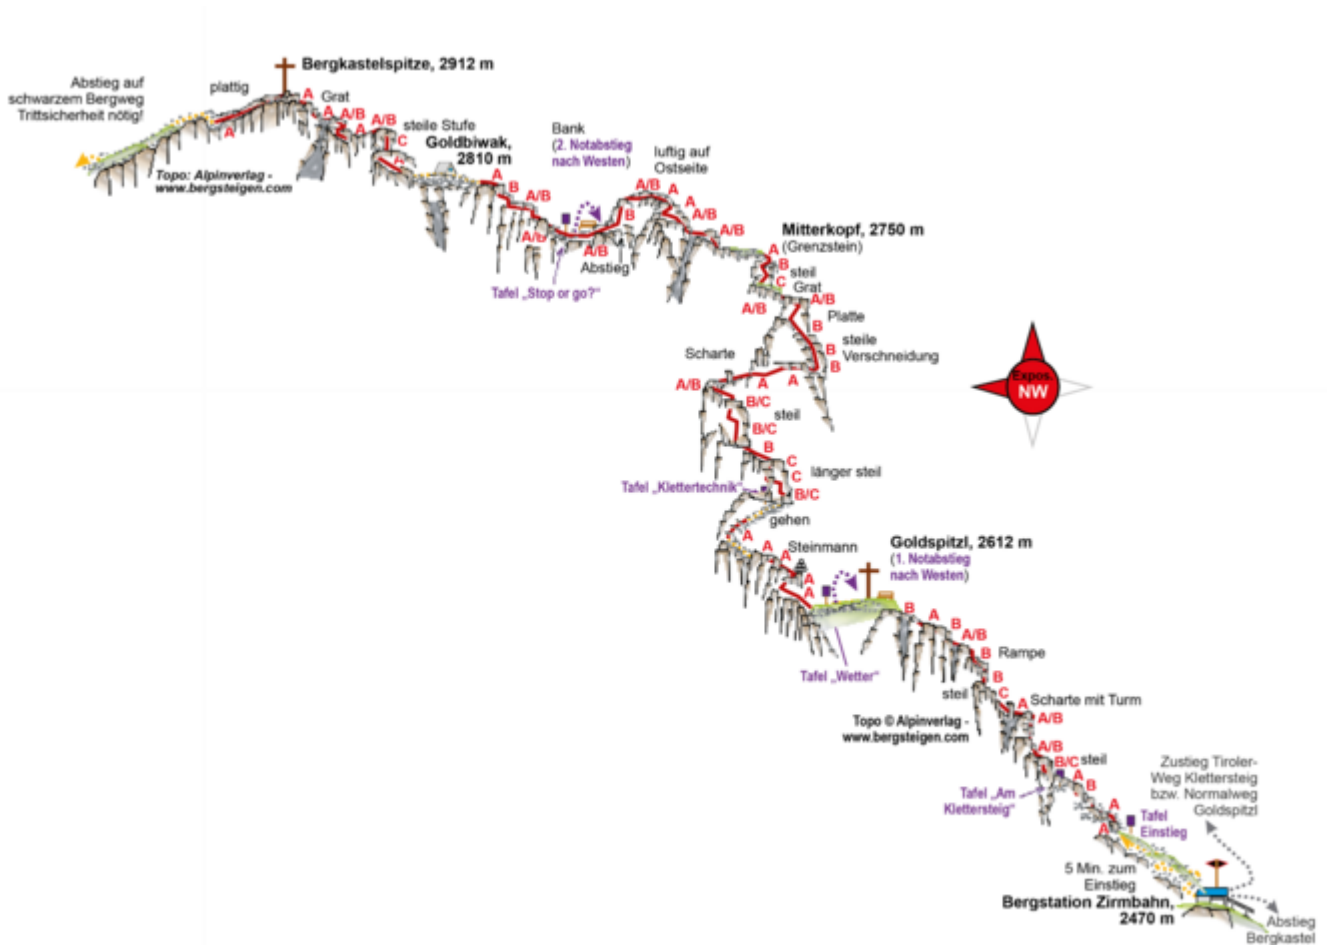 Bergkastelspitze, 2912 m
Abstieg auf
schwarzem Bergweg
Trittsicherheit nötig!
plattig
A
A
Grat
A
A/B
A
A/B
C
A
steile Stufe
Goldbiwak,
2810 m
Topo: Alpinverlag -
www.bergsteigen.com
Bank
(2. Notabstieg
nach Westen)
luftig auf
Ostseite
A
B
A/B
A/B
A/B
B
A/B
A
A
A/B
A/B
Abstieg
Tafel „Stop or go?"
Mitterkopf, 2750 m
(Grenzstein)
A
B
C
steil
Grat
A/B
A/B
Platte
B
steile
Verschneidung
B
B
Scharte
A/B
A
A
B/C
steil
B/C
B
C
C
länger steil
B/C
Tafel „Klettertechnik"
gehen
A
A
A
Steinmann
A
A
Expos.
NW
Goldspitzl, 2612 m
(1. Notabstieg
nach Westen)
Tafel „Wetter"
B
A
B
A/B
B
Rampe
B
steil
C
A
Scharte mit Turm
A/B
Topo © Alpinverlag -
www.bergsteigen.com
A/B
B/C
steil
A
B
Tafel „Am
Klettersteig"
A
A
Tafel
Einstieg
Zustieg Tiroler-
Weg Klettersteig
bzw. Normalweg
Goldspitzl
5 Min. zum
Einstieg
Bergstation Zirmbahn,
2470 m
Abstieg
Bergkastel